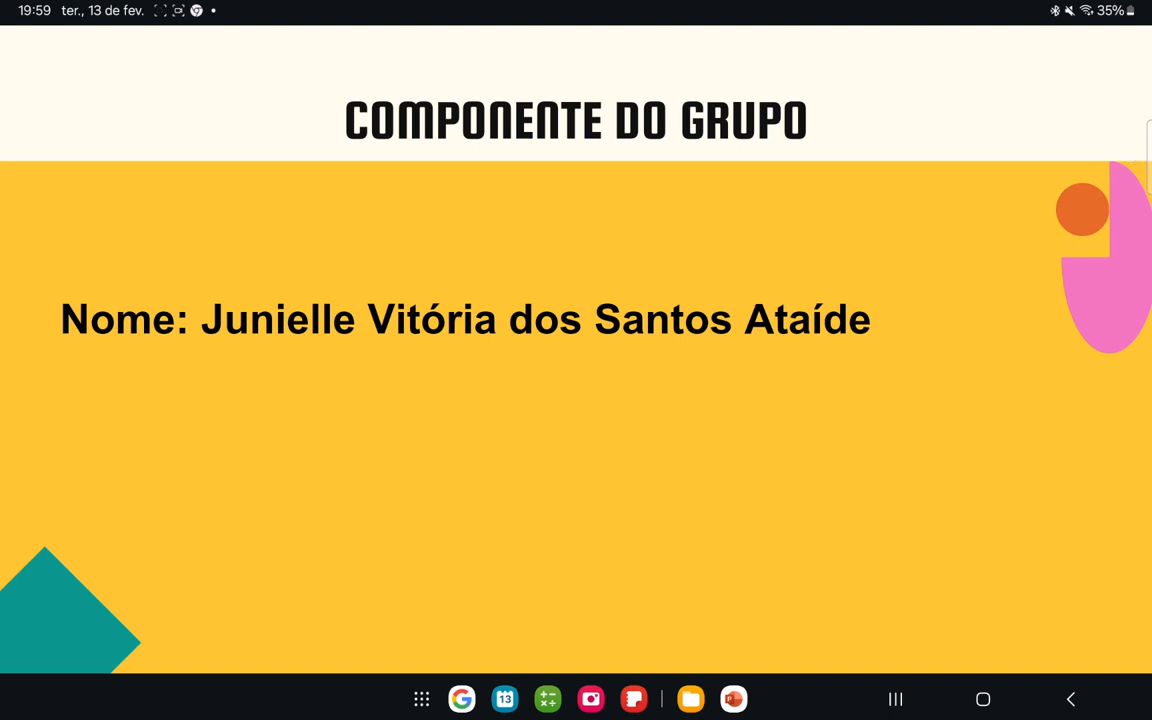 19:59 ter., 13 de fev. 35%
COMPONENTE DO GRUPO
Nome: Junielle Vitória dos Santos Ataíde
13